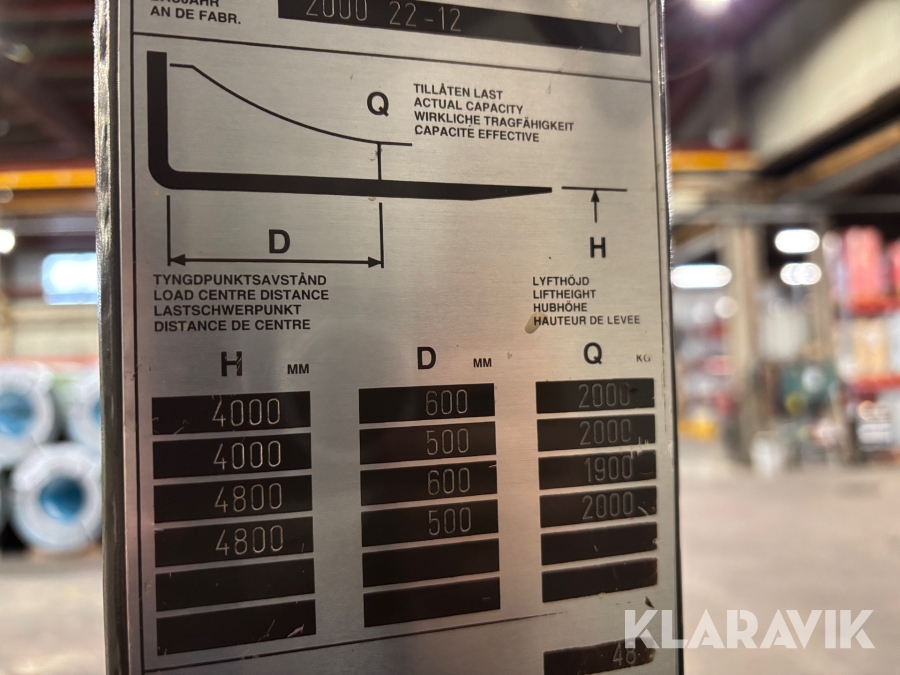 AN DE FABR.
2000 22-12
Q
TILLÅTEN LAST
ACTUAL CAPACITY
WIRKLICHE TRAGFÄHIGKEIT
CAPACITE EFFECTIVE
D
H
TYNGDPUNKTSAVSTÅND
LOAD CENTRE DISTANCE
LASTSCHWERPUNKT
DISTANCE DE CENTRE
LYFTHÖJD
LIFTHEIGHT
HUBHÖHE
HAUTEUR DE LEVEE
H MM D MM Q KG
4000 600 2000
4000 500 2000
4800 600 1900
4800 500 2000
48
KLARAVIK